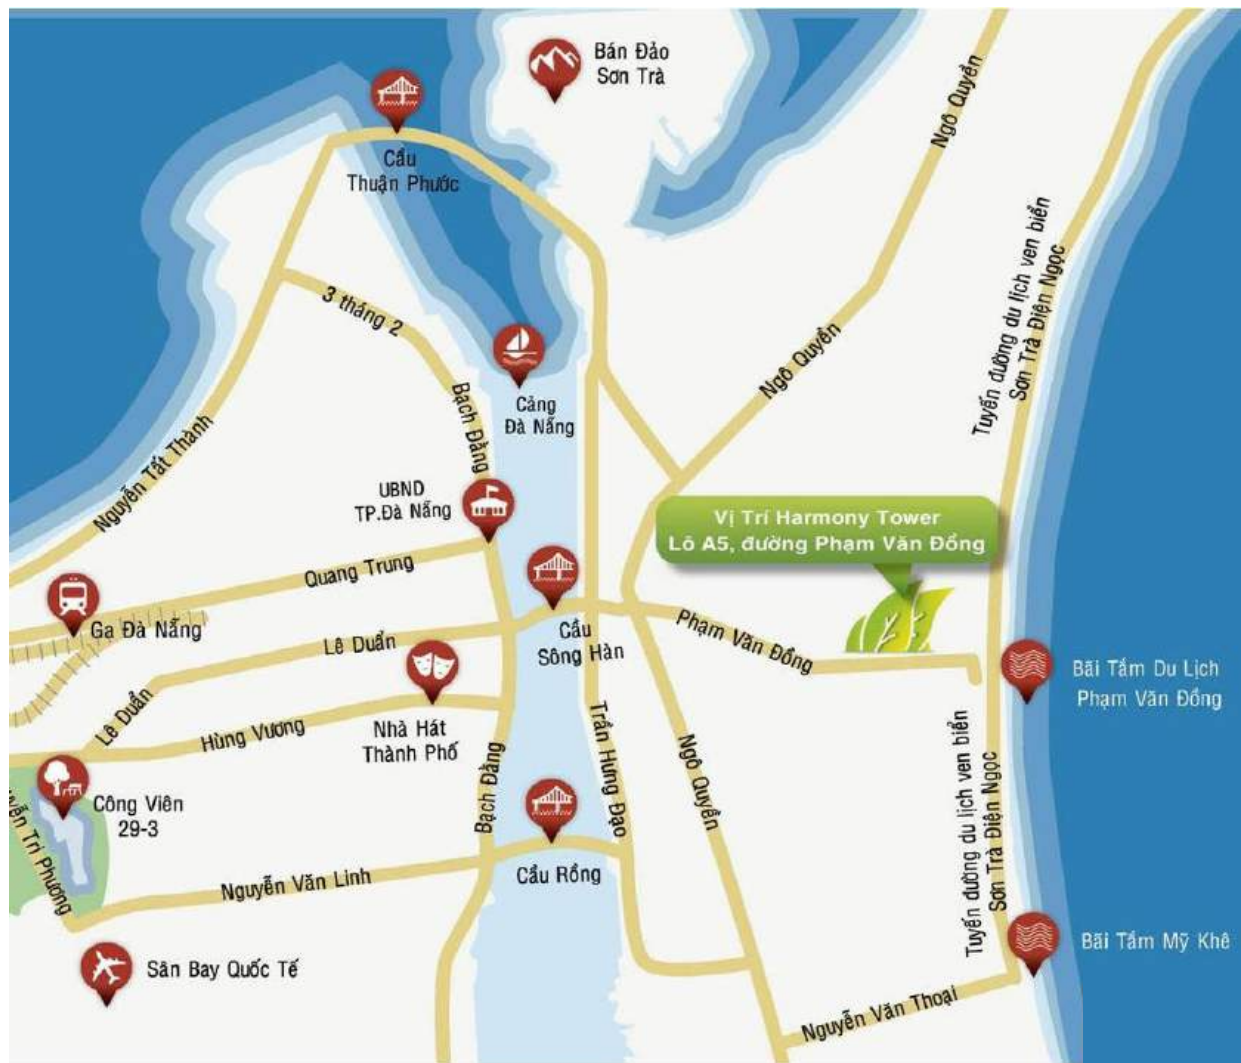 Bán Đảo
Sơn Trà
Cầu
Thuận Phước
Ngô Quyền
Tuyến đường du lịch ven biển
Sơn Trà Điện Ngọc
3 tháng 2
Ngô Quyền
Cảng
Đà Nẵng
Bạch Đằng
Nguyễn Tất Thành
UBND
TP.Đà Nẵng
Vị Trí Harmony Tower
Lô A5, đường Phạm Văn Đồng
Quang Trung
Ga Đà Nẵng
Lê Duẩn
Cầu
Sông Hàn
Phạm Văn Đồng
Bãi Tắm Du Lịch
Phạm Văn Đồng
Lê Duẩn
Hùng Vương
Nhà Hát
Thành Phố
Bạch Đằng
Trần Hưng Đạo
Ngô Quyền
Tuyến đường du lịch ven biển
Sơn Trà Điện Ngọc
Công Viên
29-3
Tri Phương
Nguyễn Văn Linh
Cầu Rồng
Bãi Tắm Mỹ Khê
Sân Bay Quốc Tế
Nguyễn Văn Thoại